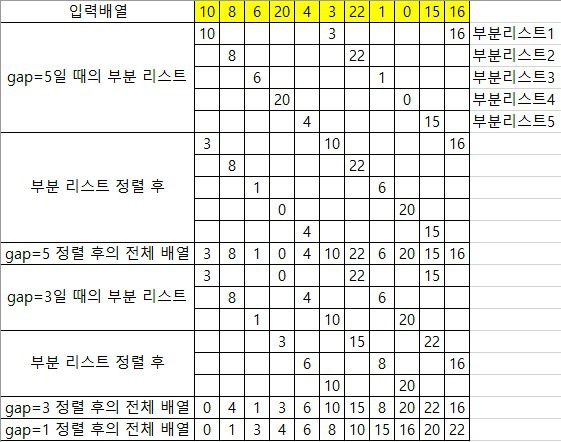 입력배열 10 8 6 20 4 3 22 1 0 15 16
10 3 16 부분리스트1
8 22 부분리스트2
gap=5일 때의 부분 리스트 6 1 부분리스트3
20 0 부분리스트4
4 15 부분리스트5
3 10 16
8 22
부분 리스트 정렬 후 1 6
0 20
4 15
gap=5 정렬 후의 전체 배열 3 8 1 0 4 10 22 6 20 15 16
3 0 22 15
gap=3일 때의 부분 리스트 8 4 6
1 10 20
3 15 22
부분 리스트 정렬 후 6 8 16
10 20
gap=3 정렬 후의 전체 배열 0 4 1 3 6 10 15 8 20 22 16
gap=1 정렬 후의 전체 배열 0 1 3 4 6 8 10 15 16 20 22